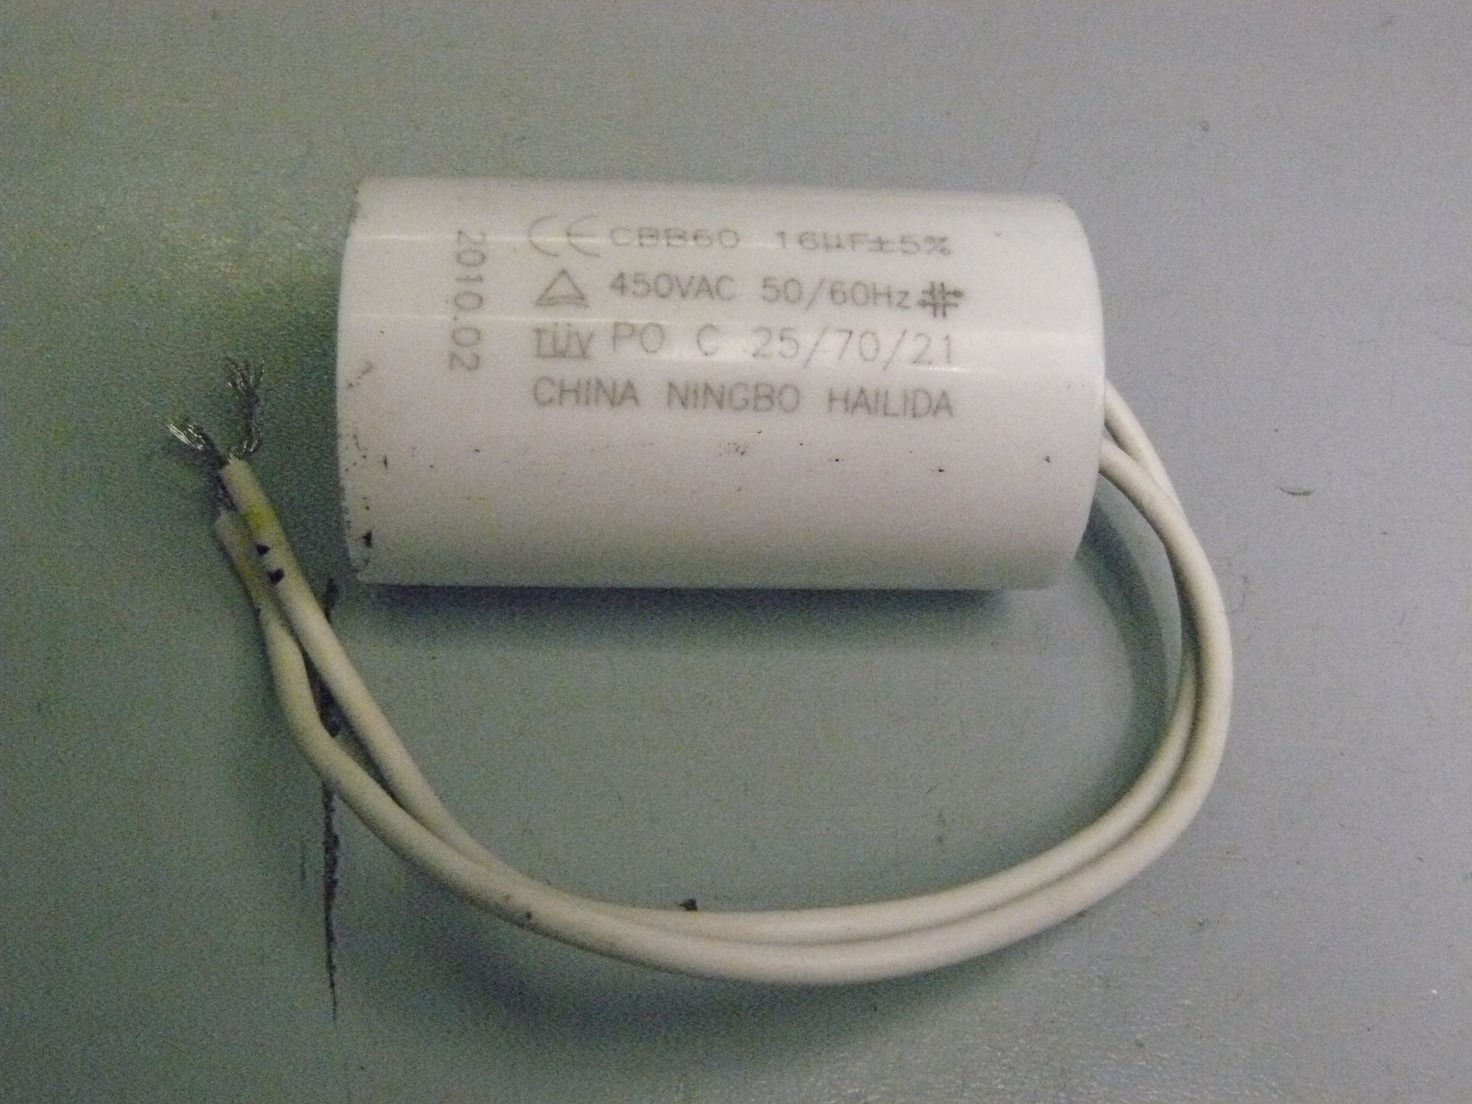 CE CBB60 16μF±5%
450VAC 50/60Hz
TÜV PO C 25/70/21
CHINA NINGBO HAILIDA
2010.02